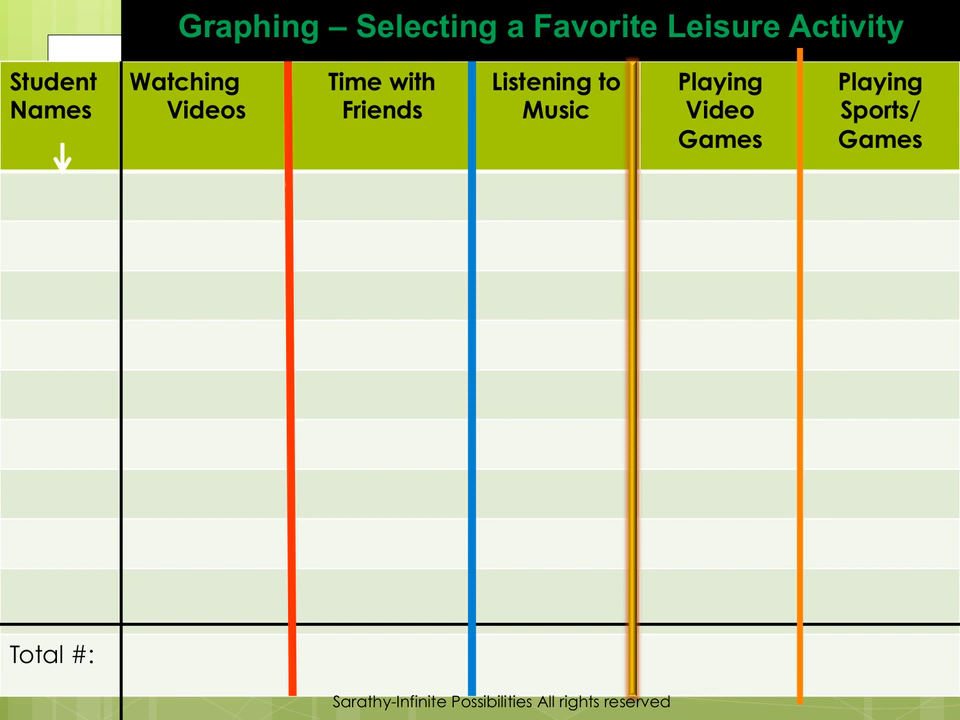 Graphing – Selecting a Favorite Leisure Activity
Student
Names
Watching
Videos
Time with
Friends
Listening to
Music
Playing
Video
Games
Playing
Sports/
Games
Total #:
Sarathy-Infinite Possibilities All rights reserved